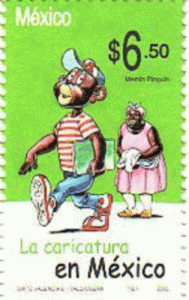 México
$6.50
Memín Pinguín
La caricatura
en México